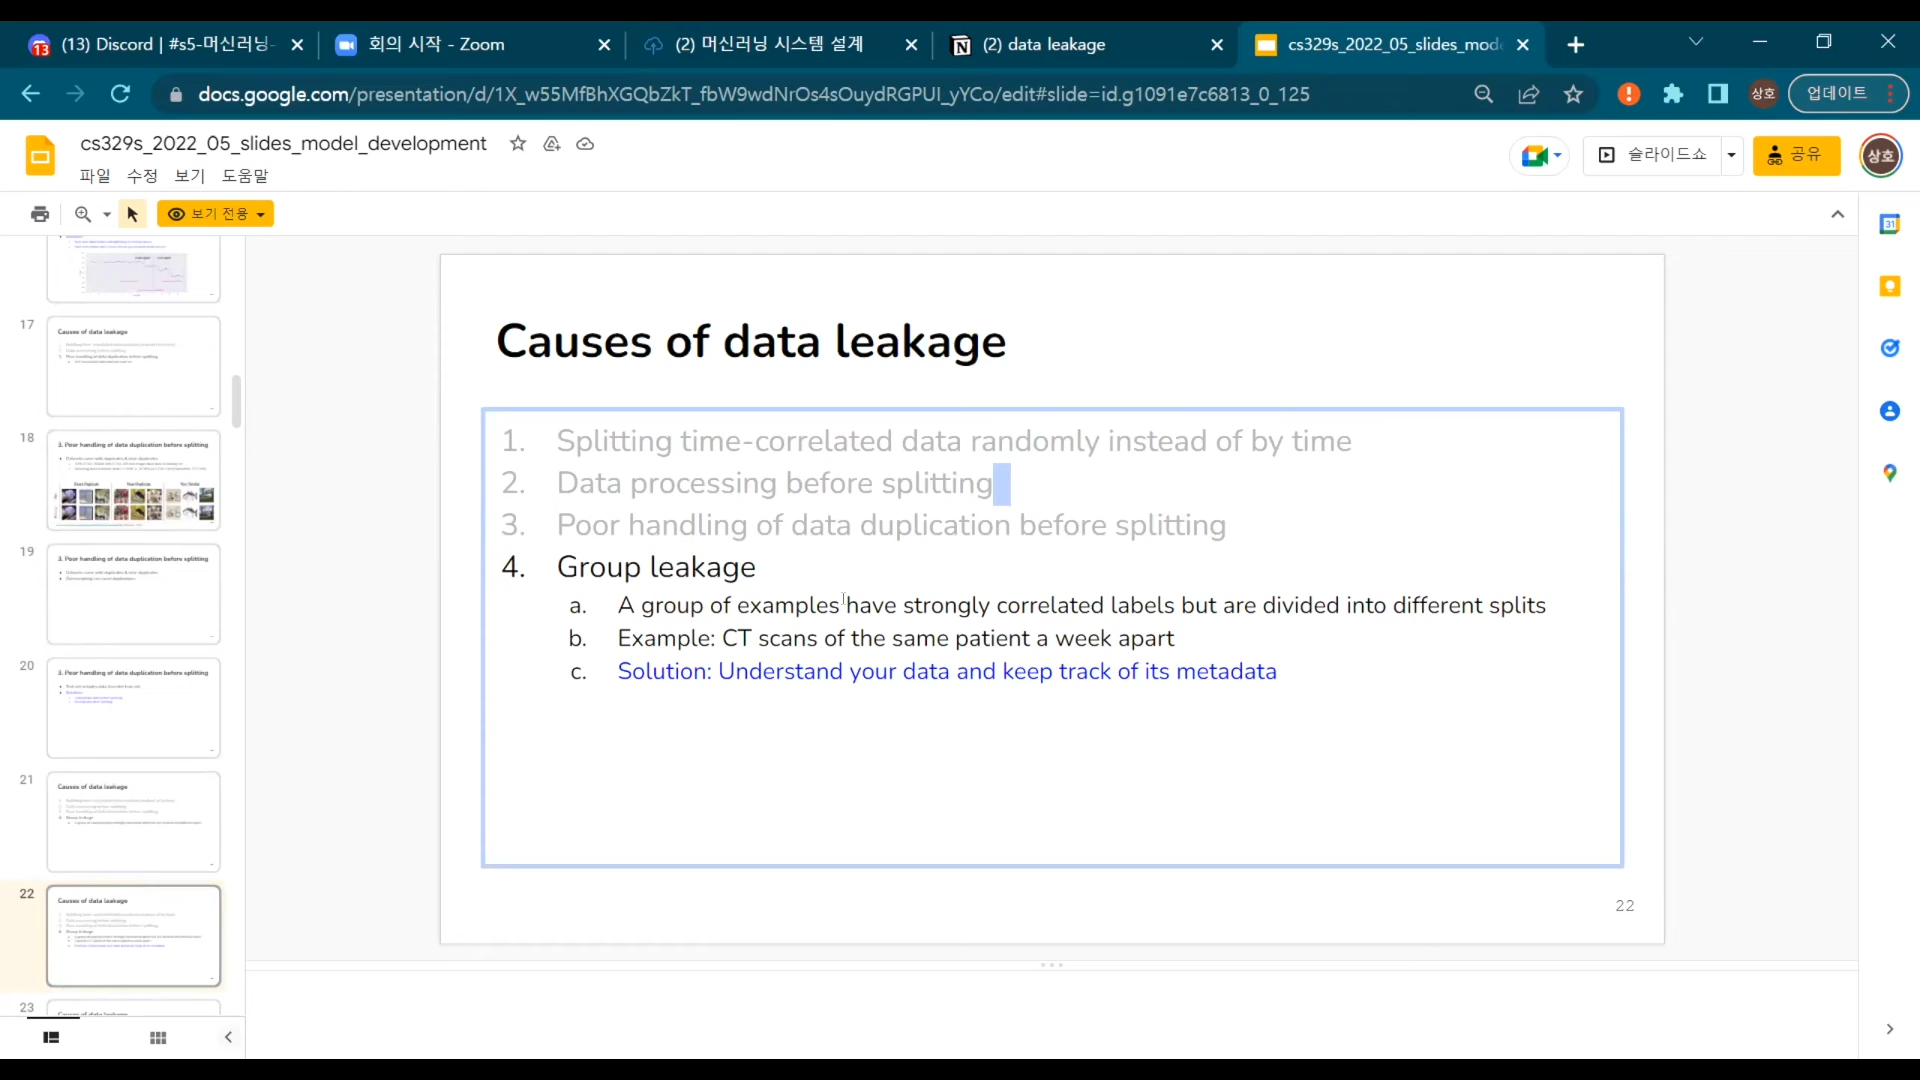 13
(13) Discord | #s5-머신러닝-
회의 시작 - Zoom
(2) 머신러닝 시스템 설계
(2) data leakage
cs329s_2022_05_slides_mod
docs.google.com/presentation/d/1X_w55MfBhXGQbZkT_fbW9wdNrOs4sOuydRGPUI_yYCo/edit#slide=id.g1091e7c6813_0_125
상호
업데이트
cs329s_2022_05_slides_model_development
파일 수정 보기 도움말
슬라이드쇼
공유
상호
보기 전용
31
17
Causes of data leakage
18
3. Poor handling of data duplication before splitting
19
3. Poor handling of data duplication before splitting
20
3. Poor handling of data duplication before splitting
21
Causes of data leakage
22
Causes of data leakage
23
Causes of data leakage
1. Splitting time-correlated data randomly instead of by time
2. Data processing before splitting
3. Poor handling of data duplication before splitting
4. Group leakage
a. A group of examples have strongly correlated labels but are divided into different splits
b. Example: CT scans of the same patient a week apart
c. Solution: Understand your data and keep track of its metadata
22